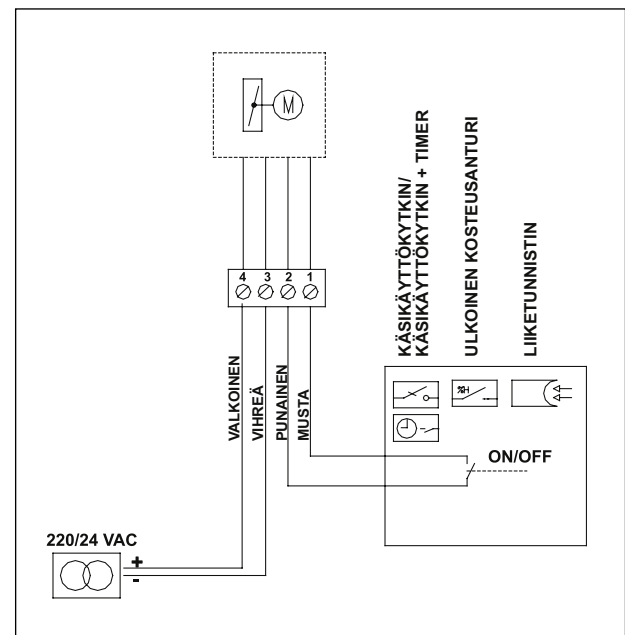 M
4 3 2 1
VALKOINEN
VIHREÄ
PUNAINEN
MUSTA
KÄSIKÄYTTÖKYTKIN/
KÄSIKÄYTTÖKYTKIN + TIMER
ULKOINEN KOSTEUSANTURI
LIIKETUNNISTIN
%H
ON/OFF
220/24 VAC
+
-